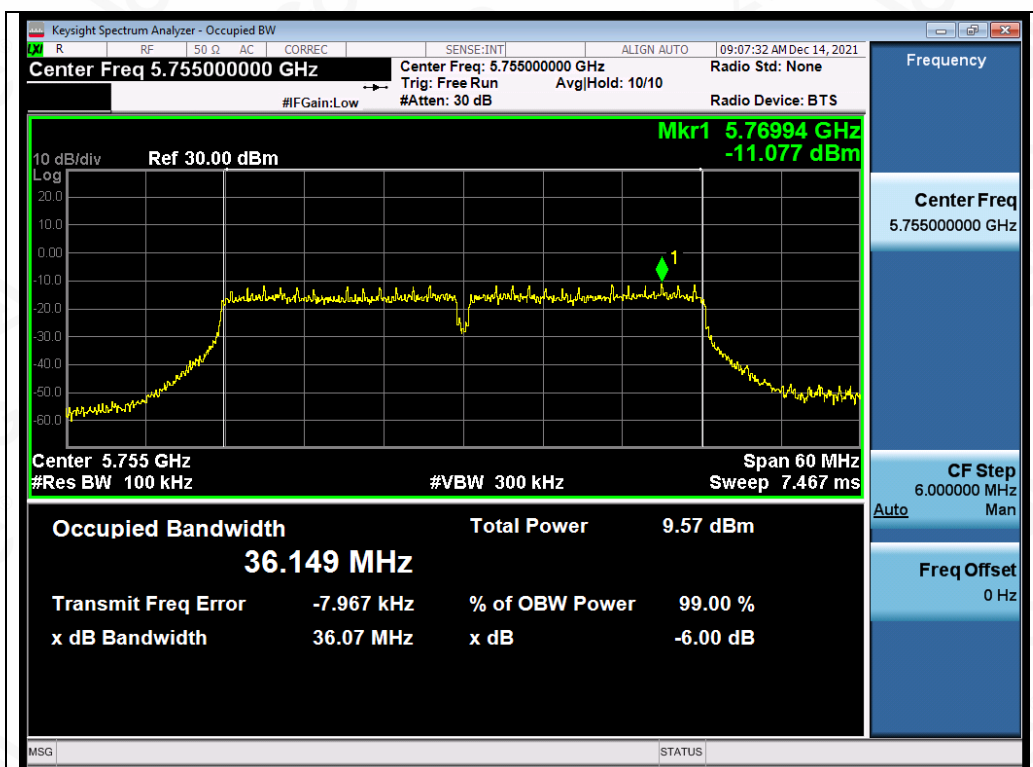 Keysight Spectrum Analyzer - Occupied BW
LXI R RF 50 Ω AC CORREC SENSE:INT ALIGN AUTO 09:07:32 AM Dec 14, 2021
Center Freq 5.755000000 GHz
#IFGain:Low
Center Freq: 5.755000000 GHz
Trig: Free Run Avg|Hold: 10/10
#Atten: 30 dB
Radio Std: None
Radio Device: BTS
Mkr1 5.76994 GHz
-11.077 dBm
10 dB/div Ref 30.00 dBm
Log
20.0
10.0
0.00
-10.0
-20.0
-30.0
-40.0
-50.0
-60.0
1
Center 5.755 GHz Span 60 MHz
#Res BW 100 kHz #VBW 300 kHz Sweep 7.467 ms
Occupied Bandwidth Total Power 9.57 dBm
36.149 MHz
Transmit Freq Error -7.967 kHz % of OBW Power 99.00 %
x dB Bandwidth 36.07 MHz x dB -6.00 dB
Frequency
Center Freq
5.755000000 GHz
CF Step
6.000000 MHz
Auto Man
Freq Offset
0 Hz
MSG STATUS